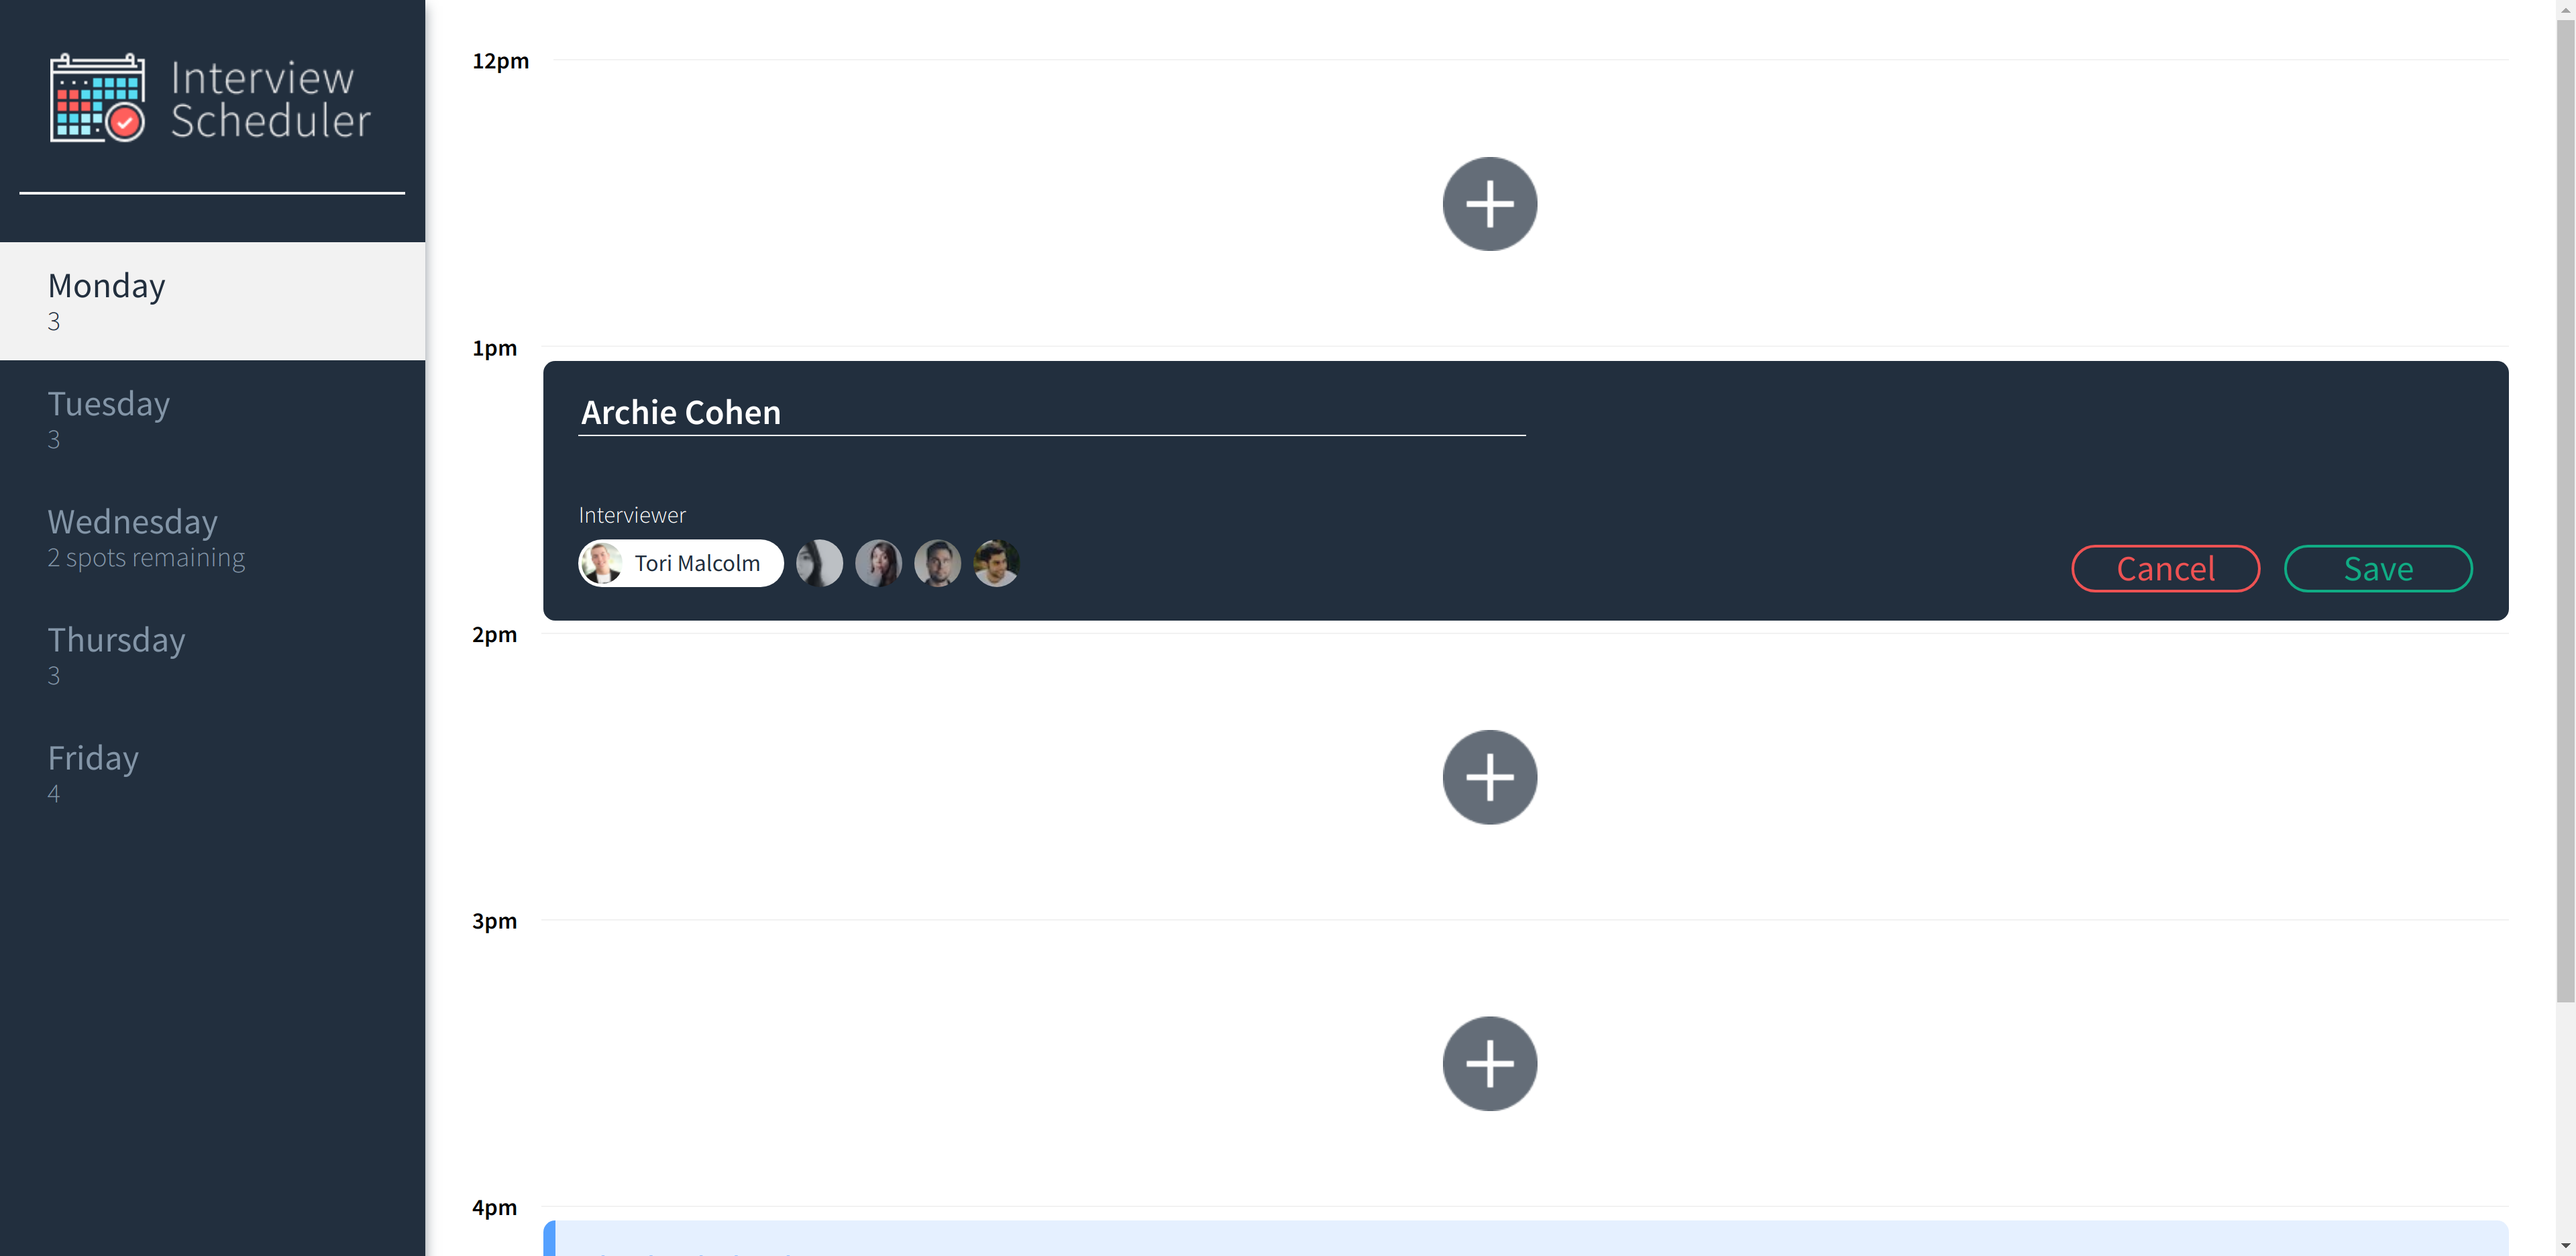 Interview
Scheduler
Monday
3
Tuesday
3
Wednesday
2 spots remaining
Thursday
3
Friday
4
12pm
1pm
Archie Cohen
Interviewer
Tori Malcolm
Cancel
Save
2pm
3pm
4pm